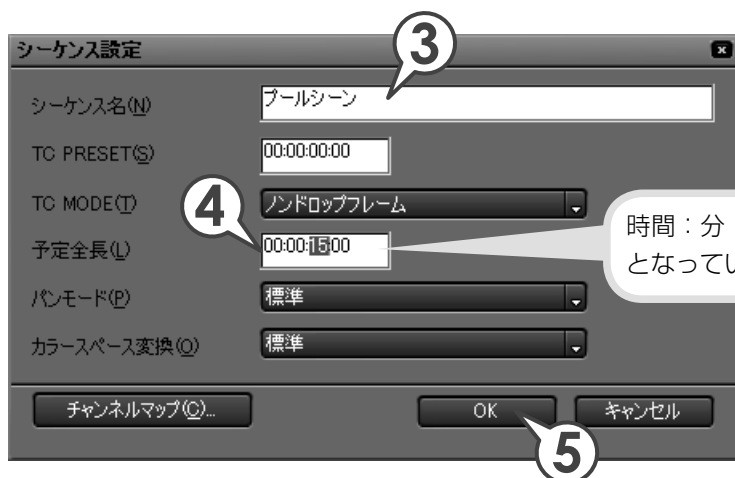 シーケンス設定
③
シーケンス名(N) プールシーン
TC PRESET(S) 00:00:00:00
TC MODE(T) ノンドロップフレーム
④
予定全長(L) 00:00:15:00
時間：分
となってい
パンモード(P) 標準
カラースペース変換(O) 標準
チャンネルマップ(C)... OK キャンセル
⑤